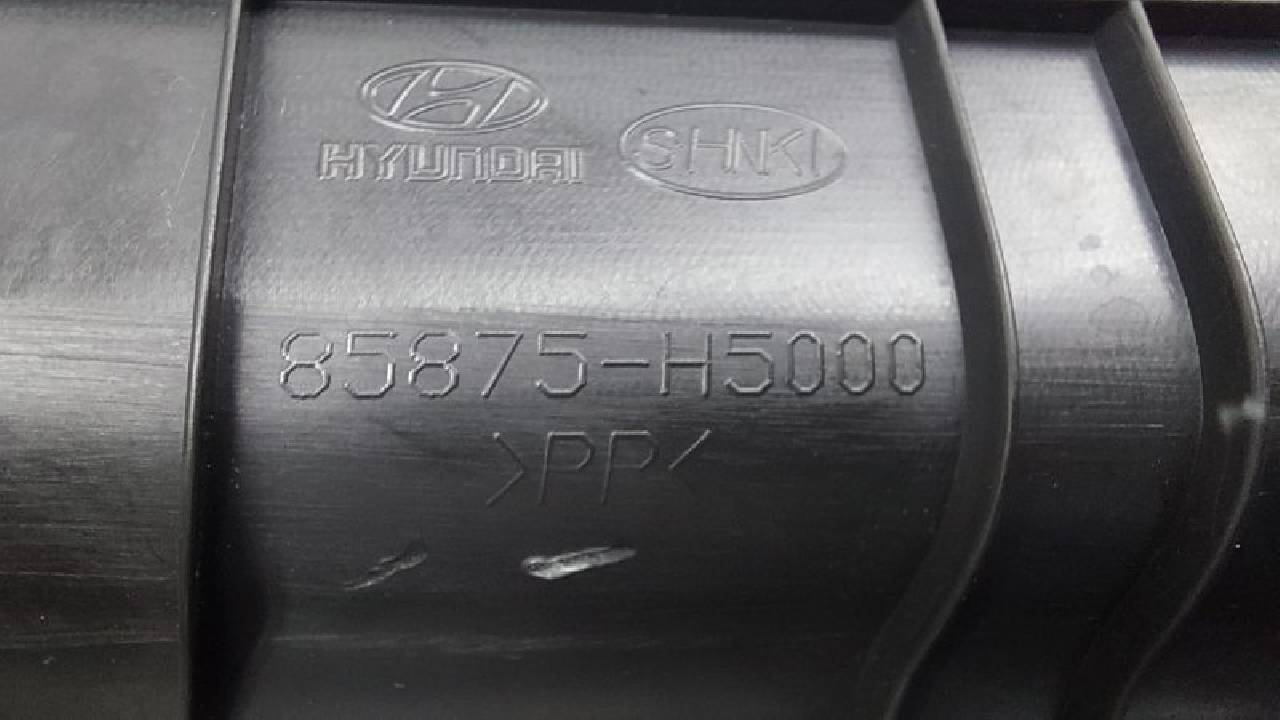 HYUNDAI
SHNKI
85875-H5000
>PP<